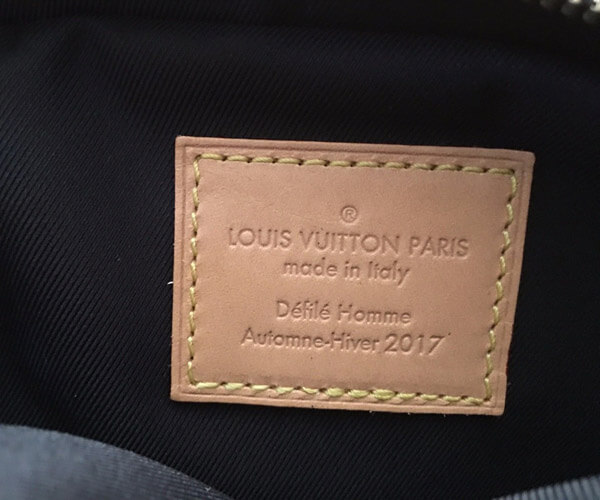 ®
LOUIS VUITTON PARIS
made in Italy
Défilé Homme
Automne-Hiver 2017